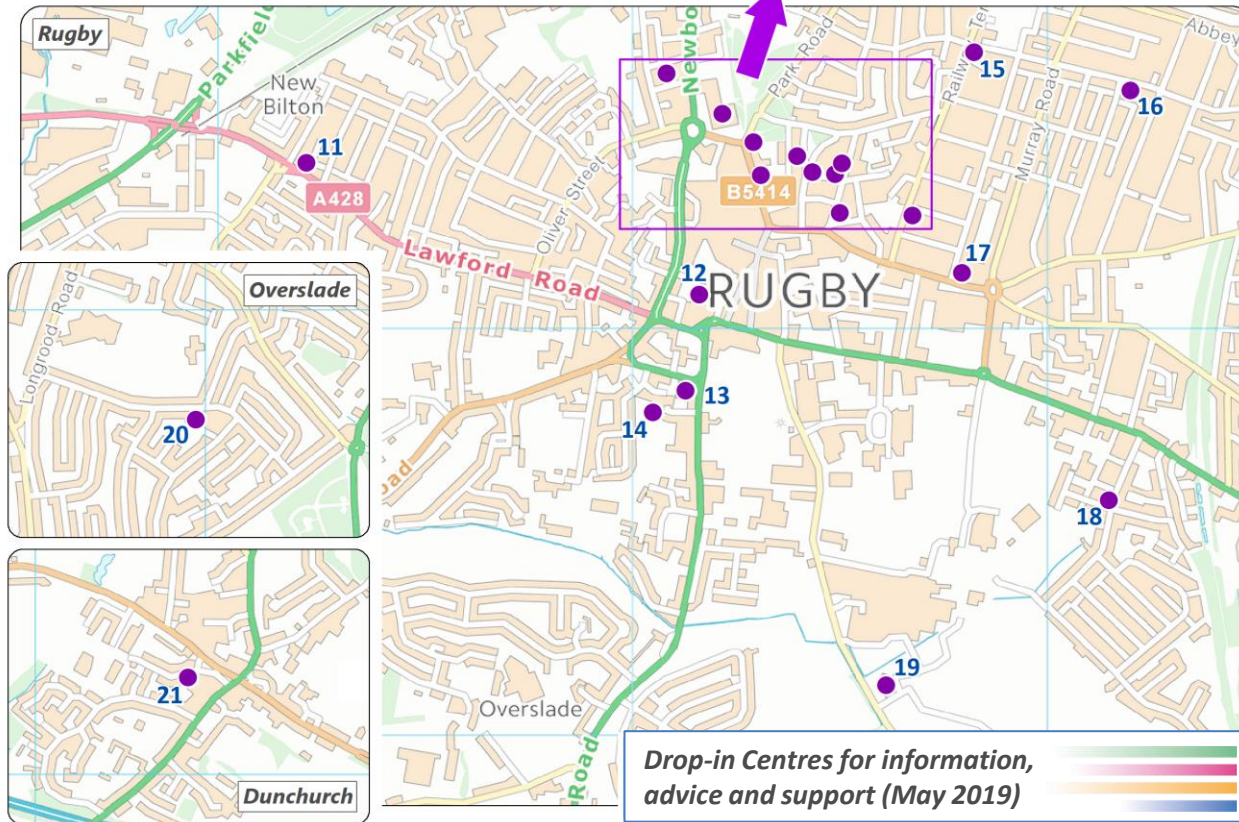 Rugby
Parkfield
New
Bilton
11
A428
Lawford Road
Oliver Street
Newbo
Park Road
Railw
Ter
Murray Road
Abbey
15
16
B5414
17
12
RUGBY
13
14
18
19
oad
Overslade
Road
Overslade
Longrood Road
20
21
Dunchurch
Drop-in Centres for information,
advice and support (May 2019)